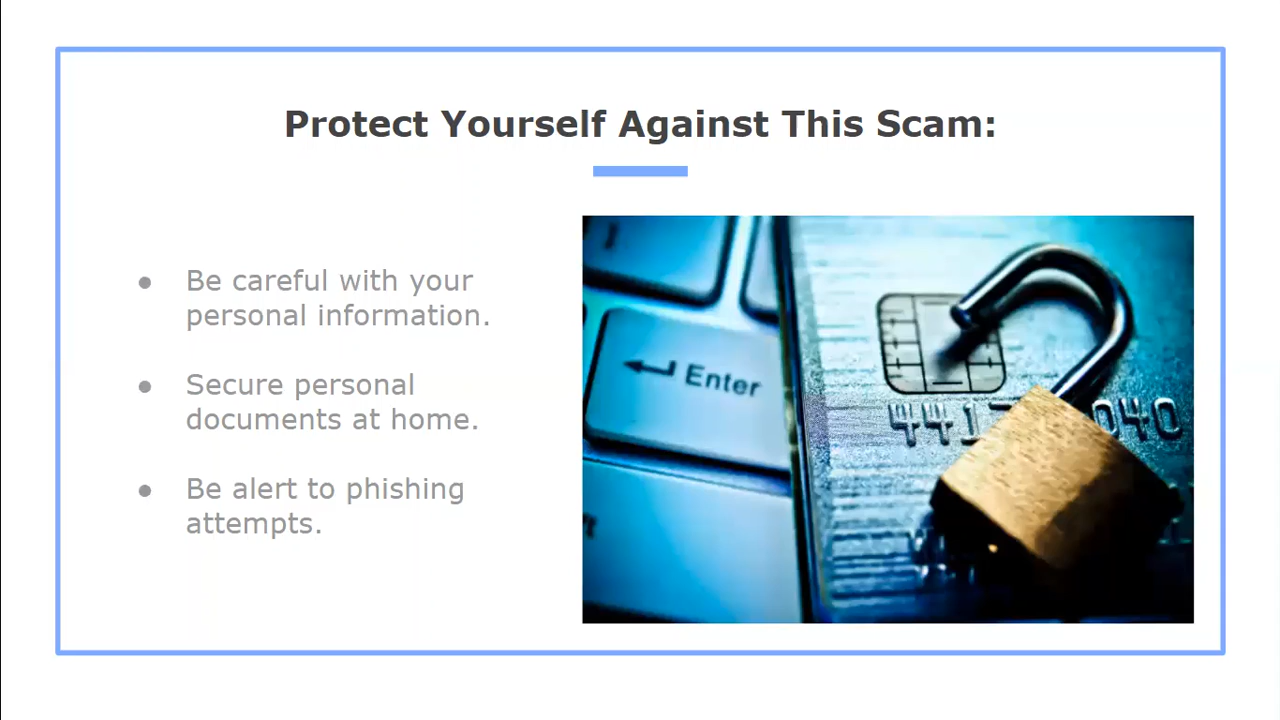 Protect Yourself Against This Scam:
Be careful with your
personal information.
Secure personal
documents at home.
Be alert to phishing
attempts.
Enter